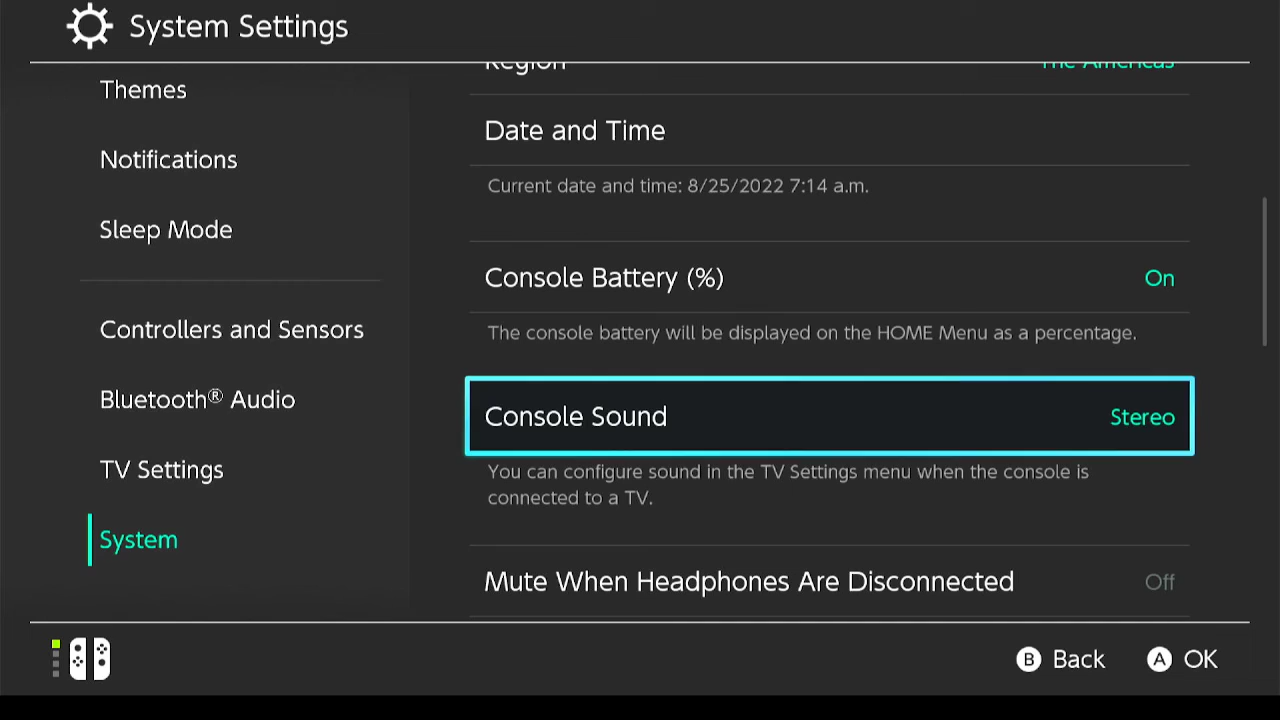 System Settings
Themes
Notifications
Sleep Mode
Controllers and Sensors
Bluetooth® Audio
TV Settings
System
Region The Americas
Date and Time
Current date and time: 8/25/2022 7:14 a.m.
Console Battery (%) On
The console battery will be displayed on the HOME Menu as a percentage.
Console Sound Stereo
You can configure sound in the TV Settings menu when the console is
connected to a TV.
Mute When Headphones Are Disconnected Off
B Back A OK